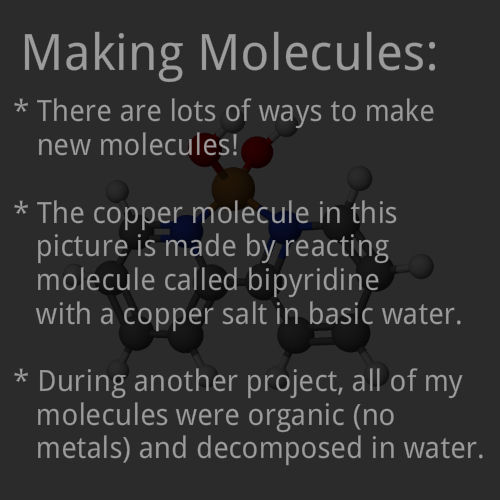 Making Molecules:
* There are lots of ways to make
new molecules!
* The copper molecule in this
picture is made by reacting
molecule called bipyridine
with a copper salt in basic water.
* During another project, all of my
molecules were organic (no
metals) and decomposed in water.